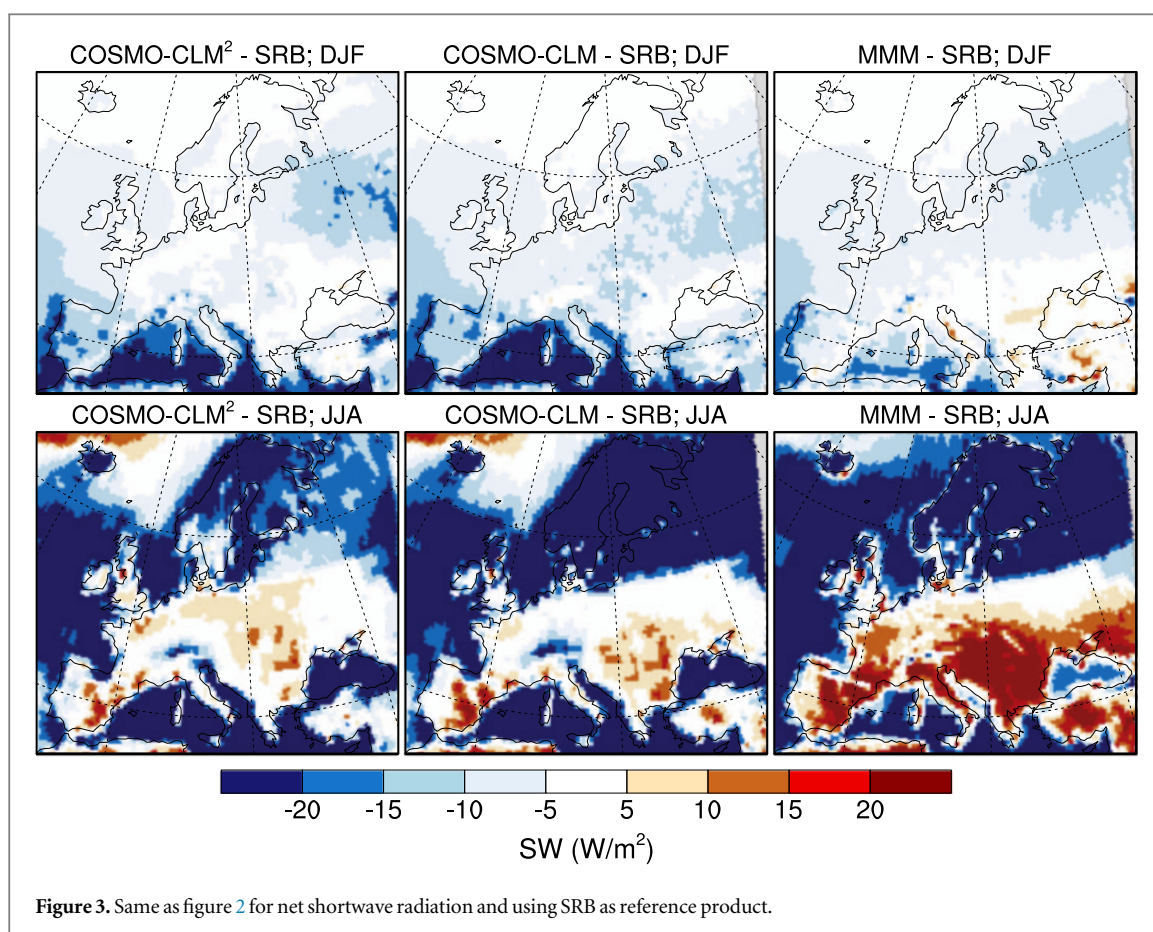 COSMO-CLM² - SRB; DJF
COSMO-CLM - SRB; DJF
MMM - SRB; DJF
COSMO-CLM² - SRB; JJA
COSMO-CLM - SRB; JJA
MMM - SRB; JJA
-20 -15 -10 -5 5 10 15 20
SW (W/m²)
Figure 3. Same as figure 2 for net shortwave radiation and using SRB as reference product.